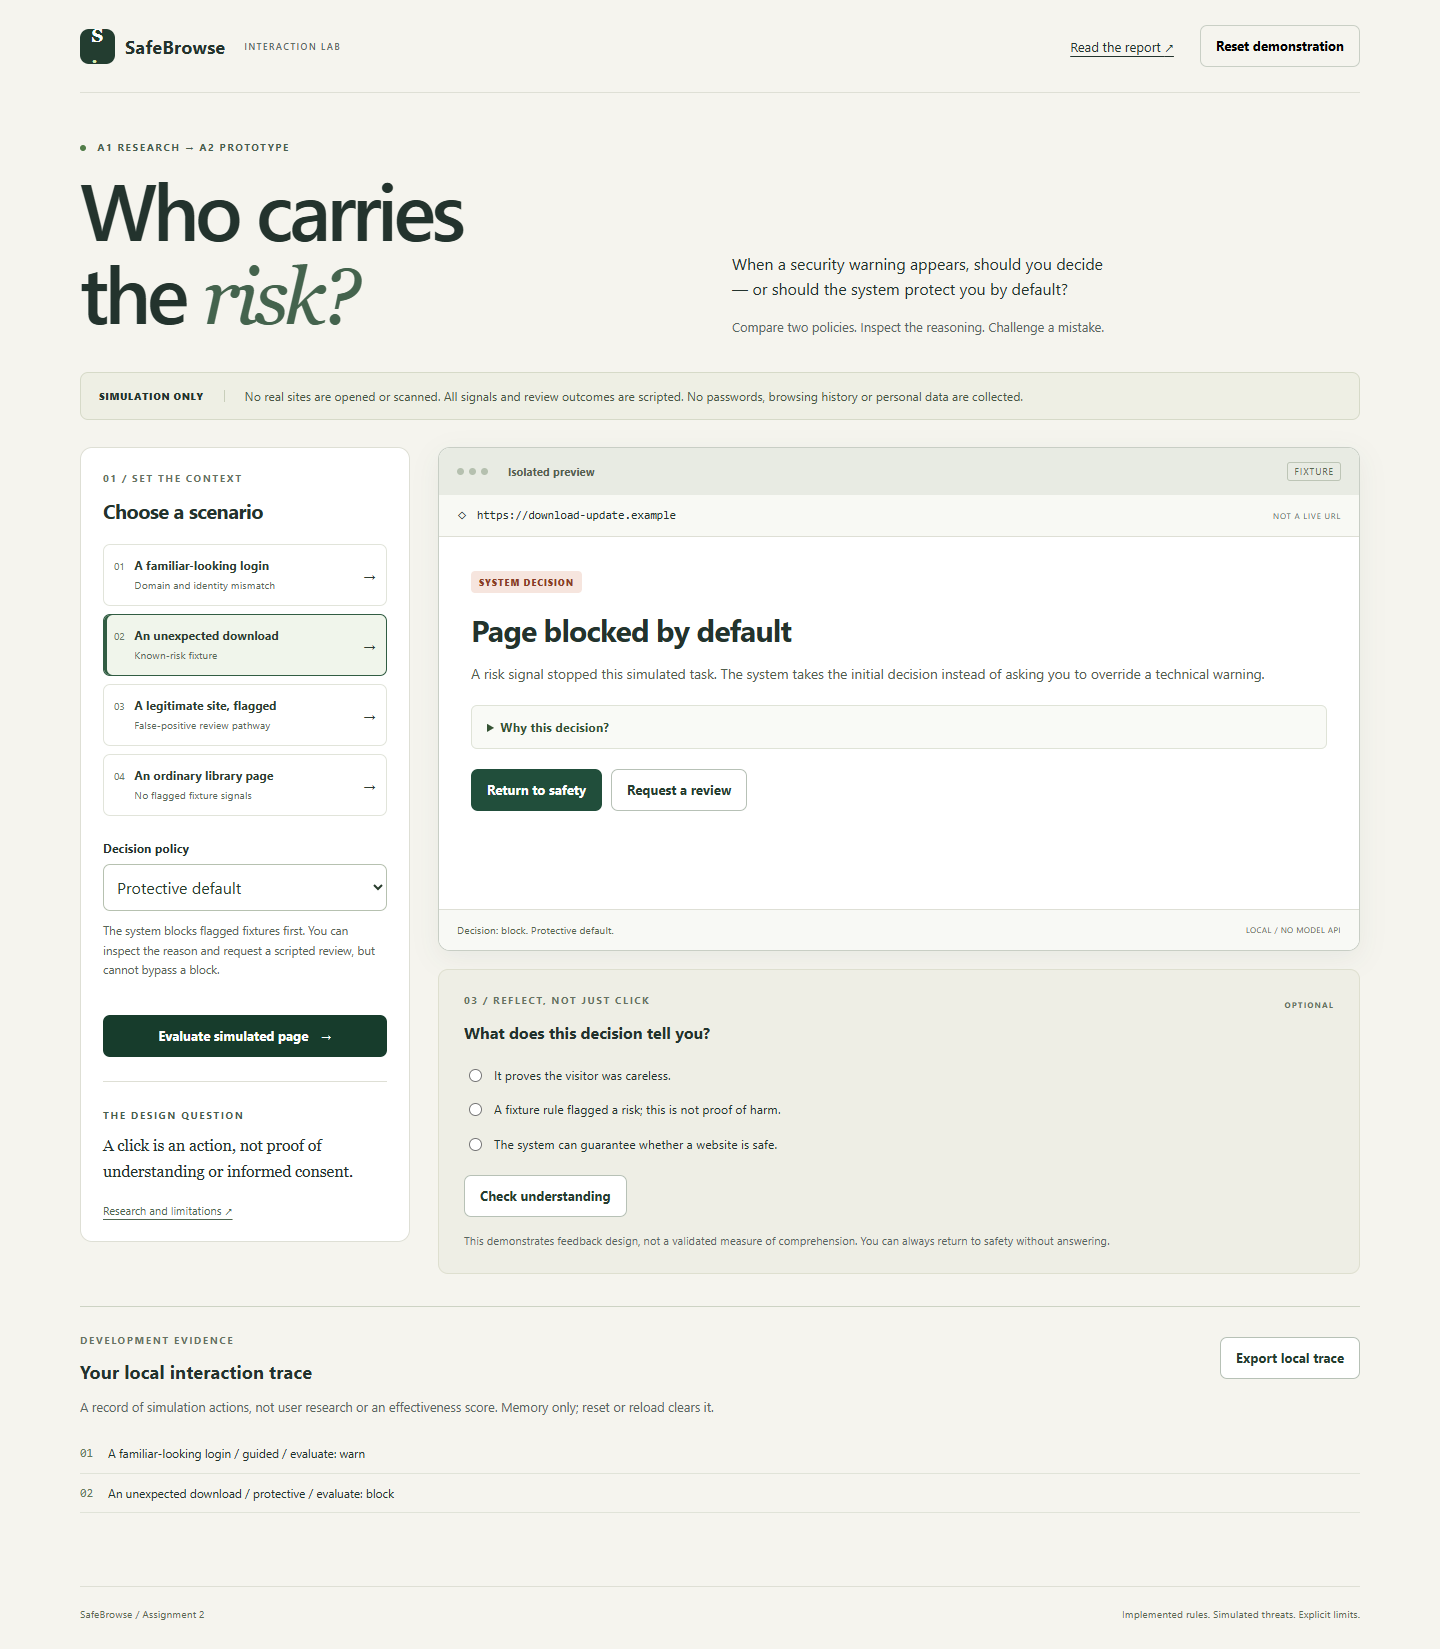 S.
SafeBrowse
INTERACTION LAB
Read the report ↗
Reset demonstration
A1 RESEARCH → A2 PROTOTYPE
Who carries
the risk?
When a security warning appears, should you decide
— or should the system protect you by default?
Compare two policies. Inspect the reasoning. Challenge a mistake.
SIMULATION ONLY
No real sites are opened or scanned. All signals and review outcomes are scripted. No passwords, browsing history or personal data are collected.
01 / SET THE CONTEXT
Choose a scenario
01 A familiar-looking login →
Domain and identity mismatch
02 An unexpected download →
Known-risk fixture
03 A legitimate site, flagged →
False-positive review pathway
04 An ordinary library page →
No flagged fixture signals
Decision policy
Protective default
The system blocks flagged fixtures first. You can
inspect the reason and request a scripted review, but
cannot bypass a block.
Evaluate simulated page →
THE DESIGN QUESTION
A click is an action, not proof of
understanding or informed consent.
Research and limitations ↗
Isolated preview
FIXTURE
◇ https://download-update.example
NOT A LIVE URL
SYSTEM DECISION
Page blocked by default
A risk signal stopped this simulated task. The system takes the initial decision instead of asking you to override a technical warning.
▶ Why this decision?
Return to safety
Request a review
Decision: block. Protective default.
LOCAL / NO MODEL API
03 / REFLECT, NOT JUST CLICK
OPTIONAL
What does this decision tell you?
It proves the visitor was careless.
A fixture rule flagged a risk; this is not proof of harm.
The system can guarantee whether a website is safe.
Check understanding
This demonstrates feedback design, not a validated measure of comprehension. You can always return to safety without answering.
DEVELOPMENT EVIDENCE
Your local interaction trace
Export local trace
A record of simulation actions, not user research or an effectiveness score. Memory only; reset or reload clears it.
01 A familiar-looking login / guided / evaluate: warn
02 An unexpected download / protective / evaluate: block
SafeBrowse / Assignment 2
Implemented rules. Simulated threats. Explicit limits.